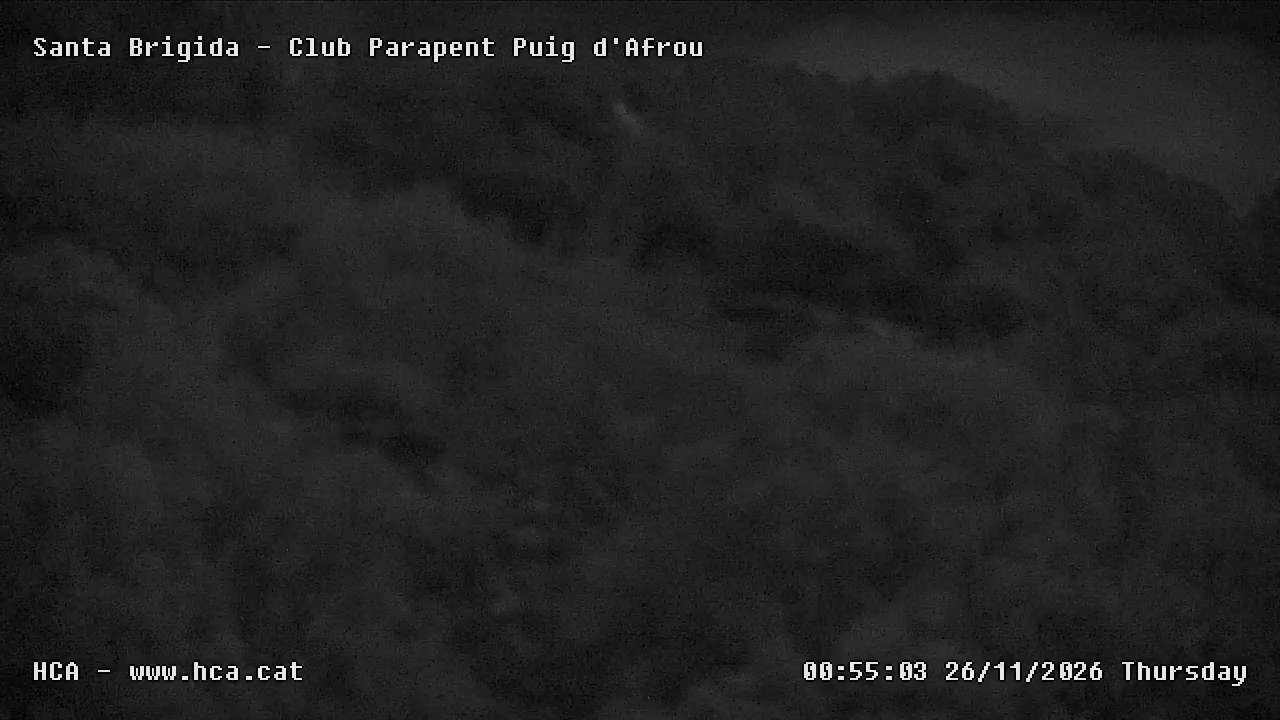 Santa Brigida - Club Parapent Puig d'Afrou
HCA - www.hca.cat
00:55:03 26/11/2026 Thursday